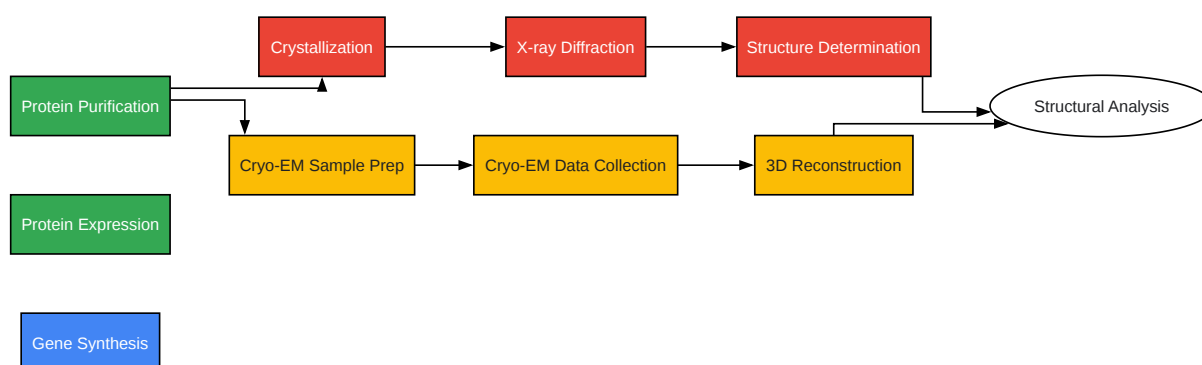 Crystallization
X-ray Diffraction
Structure Determination
Protein Purification
Structural Analysis
Cryo-EM Sample Prep
Cryo-EM Data Collection
3D Reconstruction
Protein Expression
Gene Synthesis